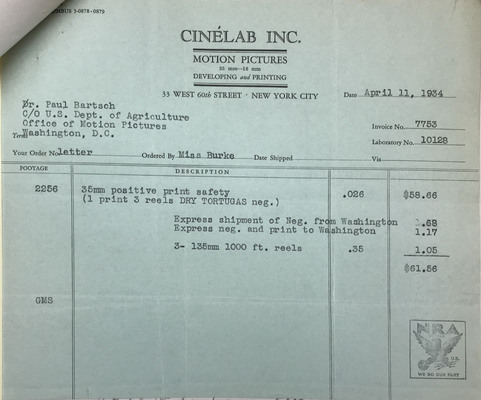 5-0878-0879
CINÉLAB INC.
MOTION PICTURES
35 mm—16 mm
DEVELOPING and PRINTING
33 WEST 60th STREET · NEW YORK CITY
Date April 11, 1934
Dr. Paul Bartsch
C/O U.S. Dept. of Agriculture
Office of Motion Pictures
Washington, D.C.
Terms
Invoice No. 7753
Laboratory No. 10128
Your Order No. letter Ordered By Miss Burke Date Shipped Via
FOOTAGE DESCRIPTION
2256 35mm positive print safety .026 $58.66
(1 print 3 reels DRY TORTUGAS neg.)
Express shipment of Neg. from Washington .68
Express neg. and print to Washington 1.17
3- 135mm 1000 ft. reels .35 1.05
$61.56
GMS
NRA
U.S.
WE DO OUR PART